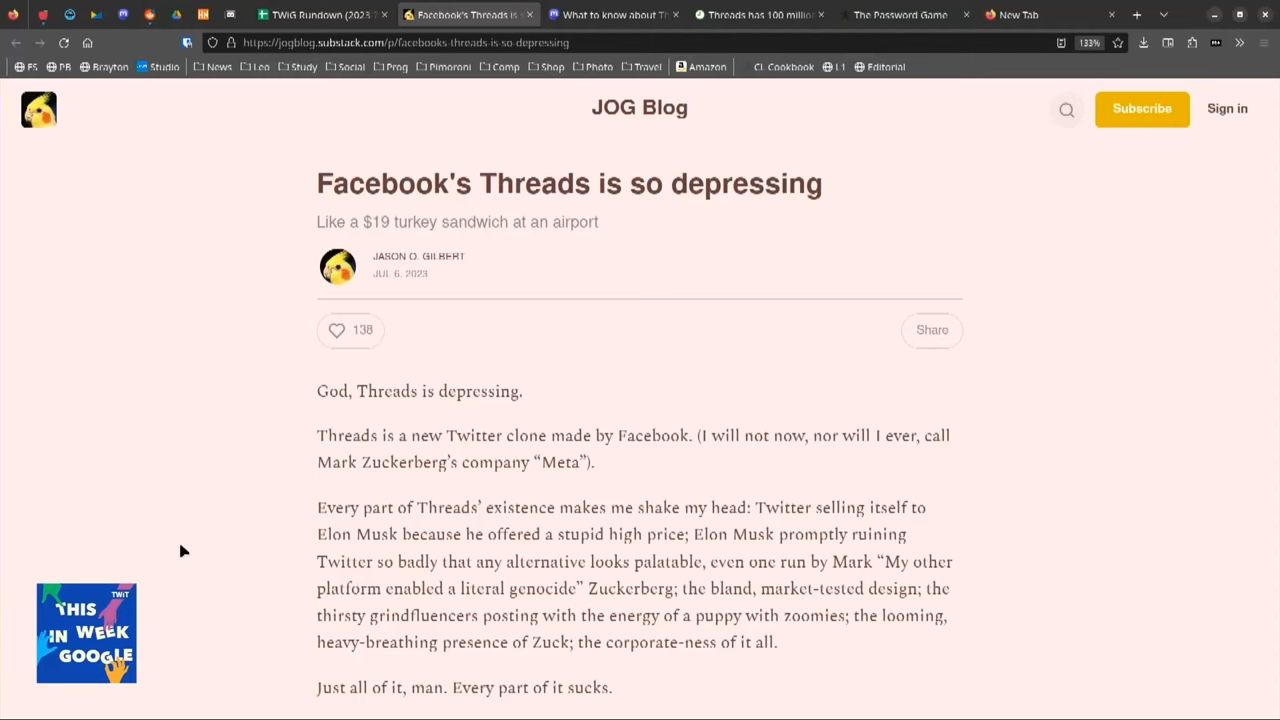 TWiG Rundown (2023-7
Facebook's Threads is
What to know about Th
Threads has 100 millio
The Password Game
New Tab
https://jogblog.substack.com/p/facebooks-threads-is-so-depressing
133%
FS PB Brayton Studio News Leo Study Social Prog Pimoroni Comp Shop Photo Travel Amazon CL Cookbook L1 Editorial
JOG Blog
Subscribe
Sign in
Facebook's Threads is so depressing
Like a $19 turkey sandwich at an airport
JASON O. GILBERT
JUL 6, 2023
138
Share
God, Threads is depressing.
Threads is a new Twitter clone made by Facebook. (I will not now, nor will I ever, call
Mark Zuckerberg’s company “Meta”).
Every part of Threads’ existence makes me shake my head: Twitter selling itself to
Elon Musk because he offered a stupid high price; Elon Musk promptly ruining
Twitter so badly that any alternative looks palatable, even one run by Mark “My other
platform enabled a literal genocide” Zuckerberg; the bland, market-tested design; the
thirsty grindfluencers posting with the energy of a puppy with zoomies; the looming,
heavy-breathing presence of Zuck; the corporate-ness of it all.
Just all of it, man. Every part of it sucks.
TWiT
THIS
IN WEEK
GOOGLE